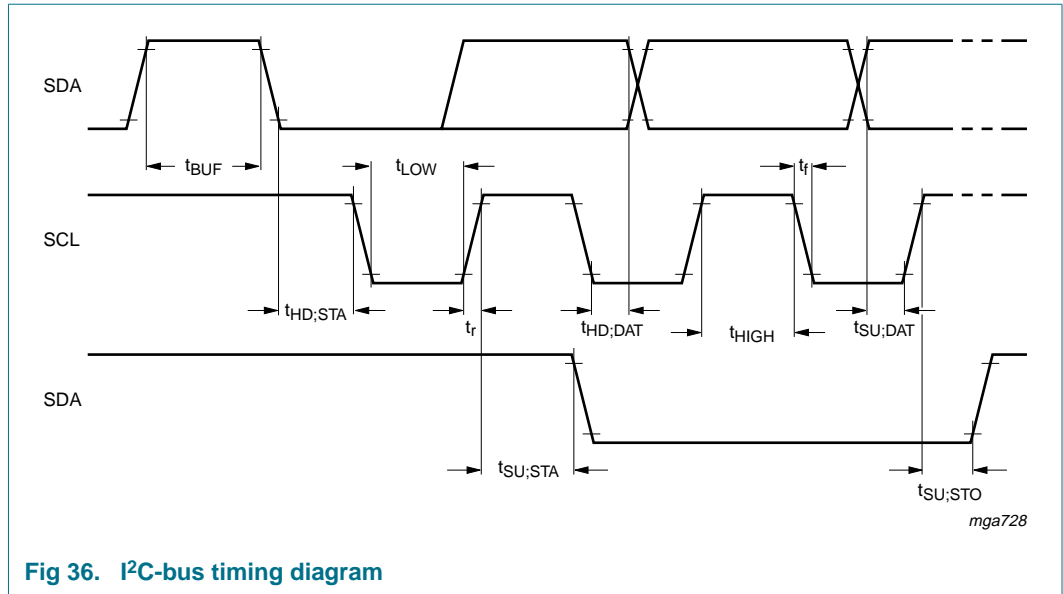 SDA
tBUF
tLOW
tf
SCL
tHD;STA
tr
tHD;DAT
tHIGH
tSU;DAT
SDA
tSU;STA
tSU;STO
mga728
Fig 36. I²C-bus timing diagram